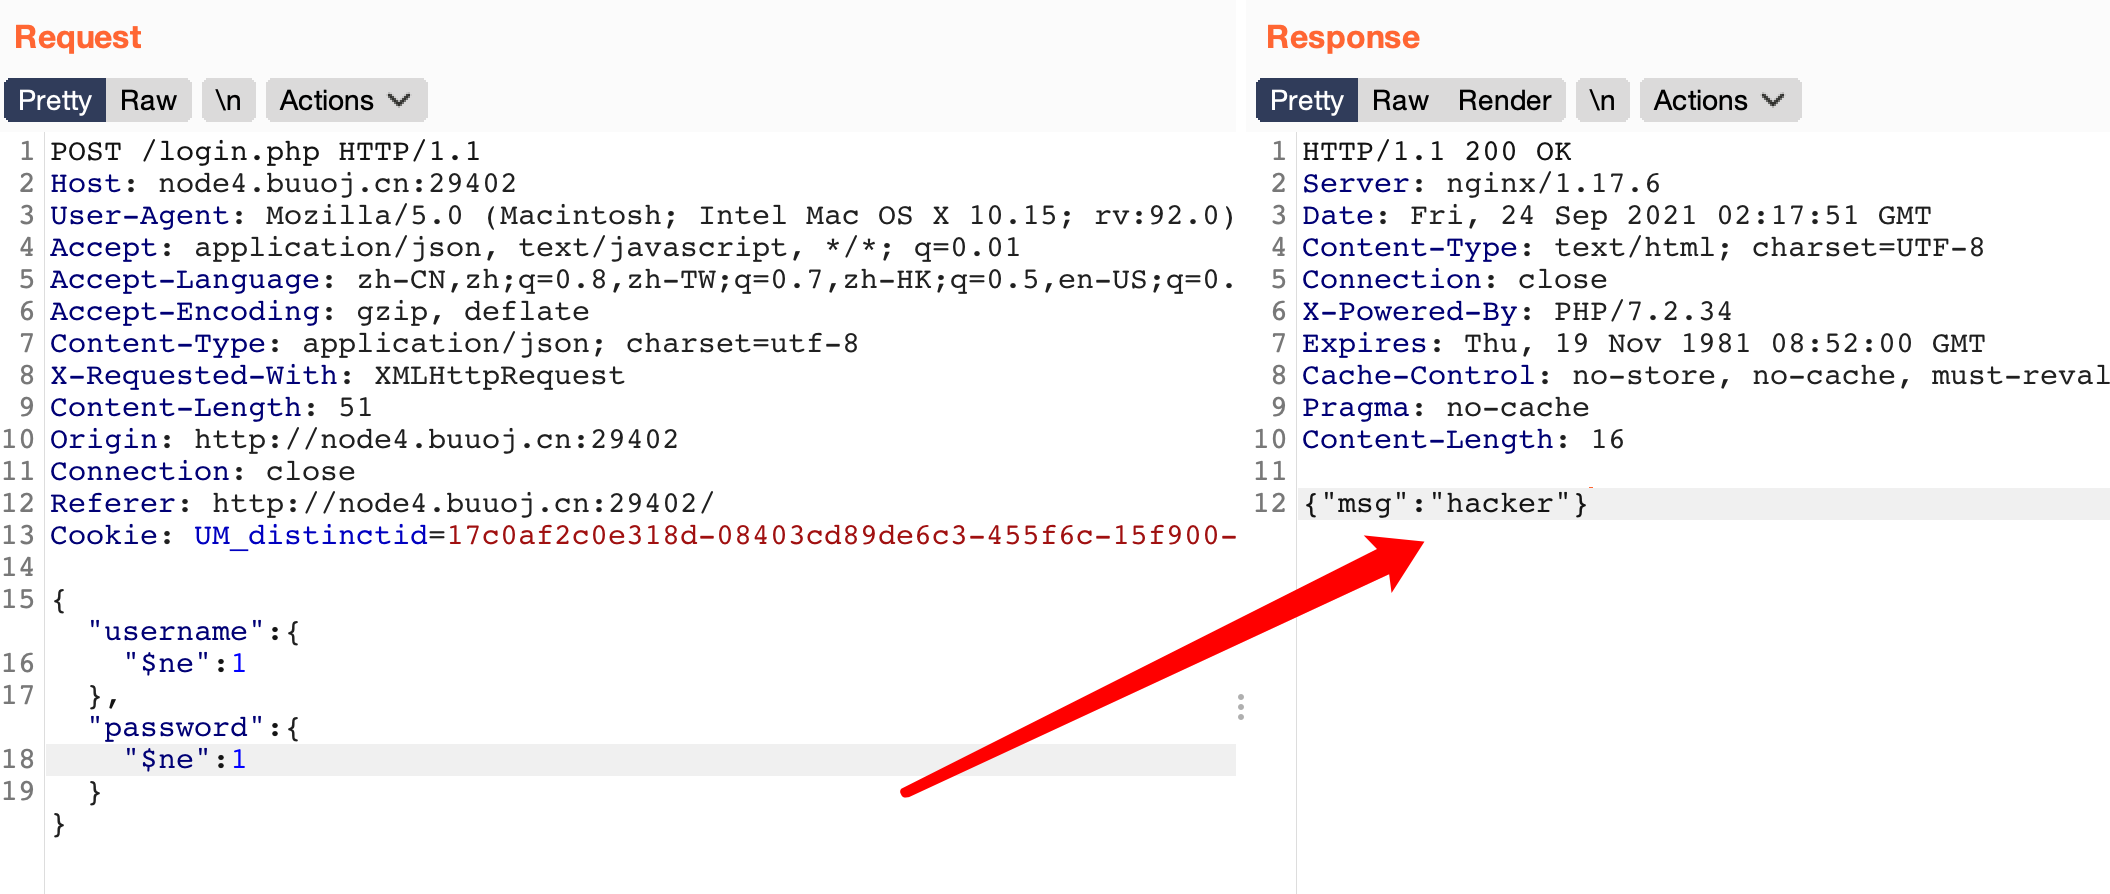 Request
Pretty Raw \n Actions
1 POST /login.php HTTP/1.1
2 Host: node4.buuoj.cn:29402
3 User-Agent: Mozilla/5.0 (Macintosh; Intel Mac OS X 10.15; rv:92.0)
4 Accept: application/json, text/javascript, */*; q=0.01
5 Accept-Language: zh-CN,zh;q=0.8,zh-TW;q=0.7,zh-HK;q=0.5,en-US;q=0.
6 Accept-Encoding: gzip, deflate
7 Content-Type: application/json; charset=utf-8
8 X-Requested-With: XMLHttpRequest
9 Content-Length: 51
10 Origin: http://node4.buuoj.cn:29402
11 Connection: close
12 Referer: http://node4.buuoj.cn:29402/
13 Cookie: UM_distinctid=17c0af2c0e318d-08403cd89de6c3-455f6c-15f900-
14
15 {
"username":{
16 "$ne":1
17 },
"password":{
18 "$ne":1
19 }
}
Response
Pretty Raw Render \n Actions
1 HTTP/1.1 200 OK
2 Server: nginx/1.17.6
3 Date: Fri, 24 Sep 2021 02:17:51 GMT
4 Content-Type: text/html; charset=UTF-8
5 Connection: close
6 X-Powered-By: PHP/7.2.34
7 Expires: Thu, 19 Nov 1981 08:52:00 GMT
8 Cache-Control: no-store, no-cache, must-reval
9 Pragma: no-cache
10 Content-Length: 16
11
12 {"msg":"hacker"}